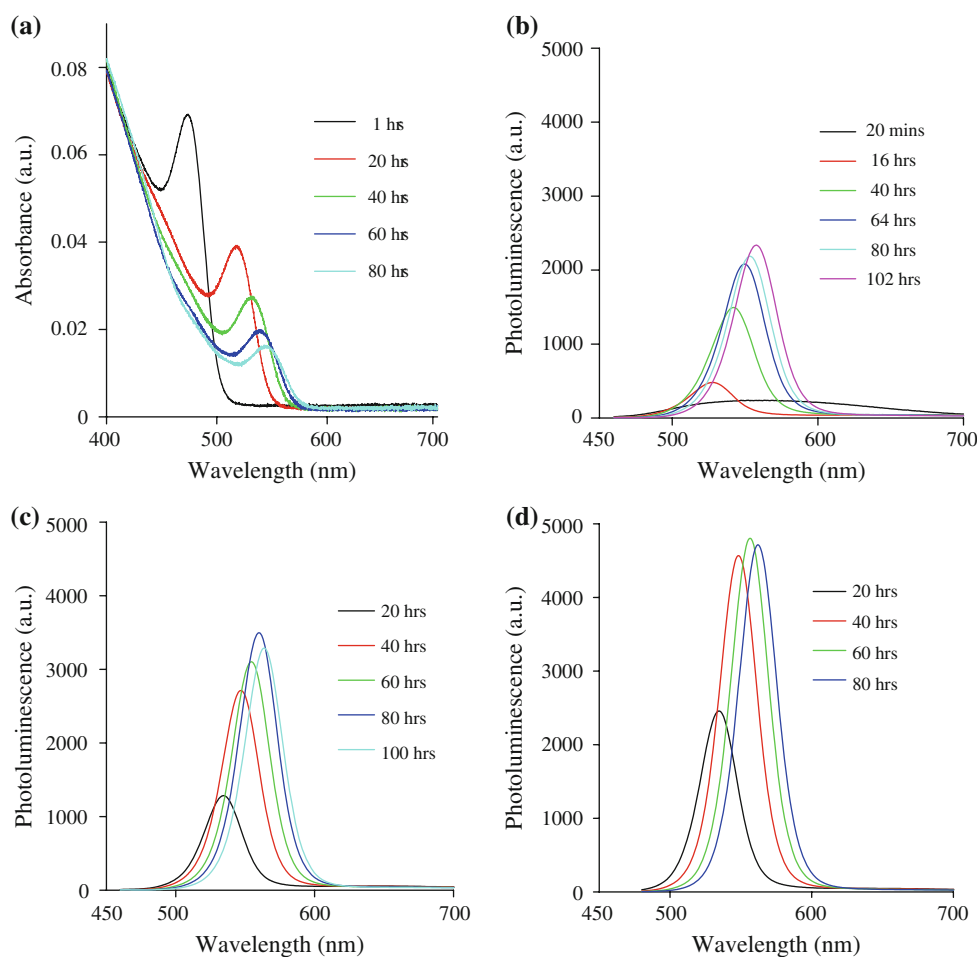 (a)
Absorbance (a.u.)
0.08
0.06
0.04
0.02
0
400
500
600
700
Wavelength (nm)
1 hrs
20 hrs
40 hrs
60 hrs
80 hrs
(b)
Photoluminescence (a.u.)
5000
4000
3000
2000
1000
0
450
500
600
700
Wavelength (nm)
20 mins
16 hrs
40 hrs
64 hrs
80 hrs
102 hrs
(c)
Photoluminescence (a.u.)
5000
4000
3000
2000
1000
0
450
500
600
700
Wavelength (nm)
20 hrs
40 hrs
60 hrs
80 hrs
100 hrs
(d)
Photoluminescence (a.u.)
5000
4000
3000
2000
1000
0
450
500
600
700
Wavelength (nm)
20 hrs
40 hrs
60 hrs
80 hrs